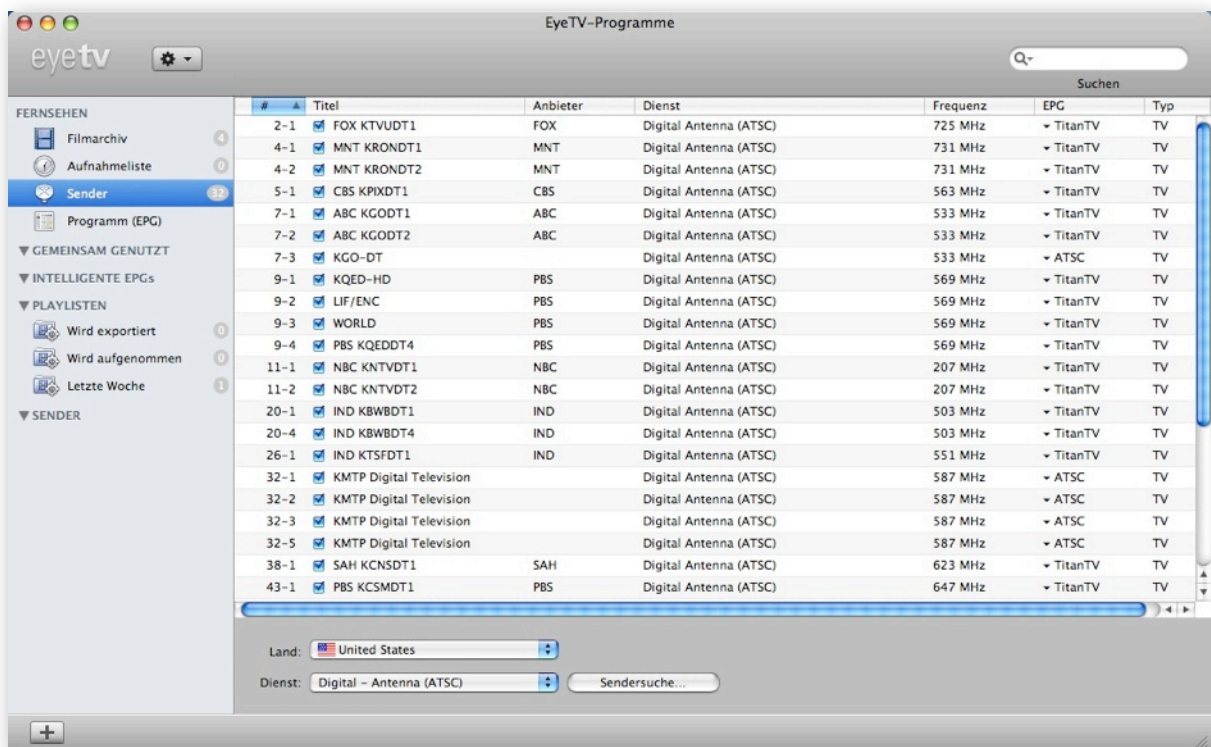 EyeTV-Programme
eyetv
Suchen
FERNSEHEN
Filmarchiv 4
Aufnahmeliste 0
Sender 32
Programm (EPG)
GEMEINSAM GENUTZT
INTELLIGENTE EPGs
PLAYLISTEN
Wird exportiert 0
Wird aufgenommen 0
Letzte Woche 1
SENDER
# Titel Anbieter Dienst Frequenz EPG Typ
2-1 FOX KTVUDT1 FOX Digital Antenna (ATSC) 725 MHz TitanTV TV
4-1 MNT KRONDT1 MNT Digital Antenna (ATSC) 731 MHz TitanTV TV
4-2 MNT KRONDT2 MNT Digital Antenna (ATSC) 731 MHz TitanTV TV
5-1 CBS KPIXDT1 CBS Digital Antenna (ATSC) 563 MHz TitanTV TV
7-1 ABC KGODT1 ABC Digital Antenna (ATSC) 533 MHz TitanTV TV
7-2 ABC KGODT2 ABC Digital Antenna (ATSC) 533 MHz TitanTV TV
7-3 KGO-DT Digital Antenna (ATSC) 533 MHz ATSC TV
9-1 KQED-HD PBS Digital Antenna (ATSC) 569 MHz TitanTV TV
9-2 LIF/ENC PBS Digital Antenna (ATSC) 569 MHz TitanTV TV
9-3 WORLD PBS Digital Antenna (ATSC) 569 MHz TitanTV TV
9-4 PBS KQEDDT4 PBS Digital Antenna (ATSC) 569 MHz TitanTV TV
11-1 NBC KNTVDT1 NBC Digital Antenna (ATSC) 207 MHz TitanTV TV
11-2 NBC KNTVDT2 NBC Digital Antenna (ATSC) 207 MHz TitanTV TV
20-1 IND KBWBDT1 IND Digital Antenna (ATSC) 503 MHz TitanTV TV
20-4 IND KBWBDT4 IND Digital Antenna (ATSC) 503 MHz TitanTV TV
26-1 IND KTSFDT1 IND Digital Antenna (ATSC) 551 MHz TitanTV TV
32-1 KMTP Digital Television Digital Antenna (ATSC) 587 MHz ATSC TV
32-2 KMTP Digital Television Digital Antenna (ATSC) 587 MHz ATSC TV
32-3 KMTP Digital Television Digital Antenna (ATSC) 587 MHz ATSC TV
32-5 KMTP Digital Television Digital Antenna (ATSC) 587 MHz ATSC TV
38-1 SAH KCNSDT1 SAH Digital Antenna (ATSC) 623 MHz TitanTV TV
43-1 PBS KCSMDT1 PBS Digital Antenna (ATSC) 647 MHz TitanTV TV
Land: United States
Dienst: Digital - Antenna (ATSC) Sendersuche...